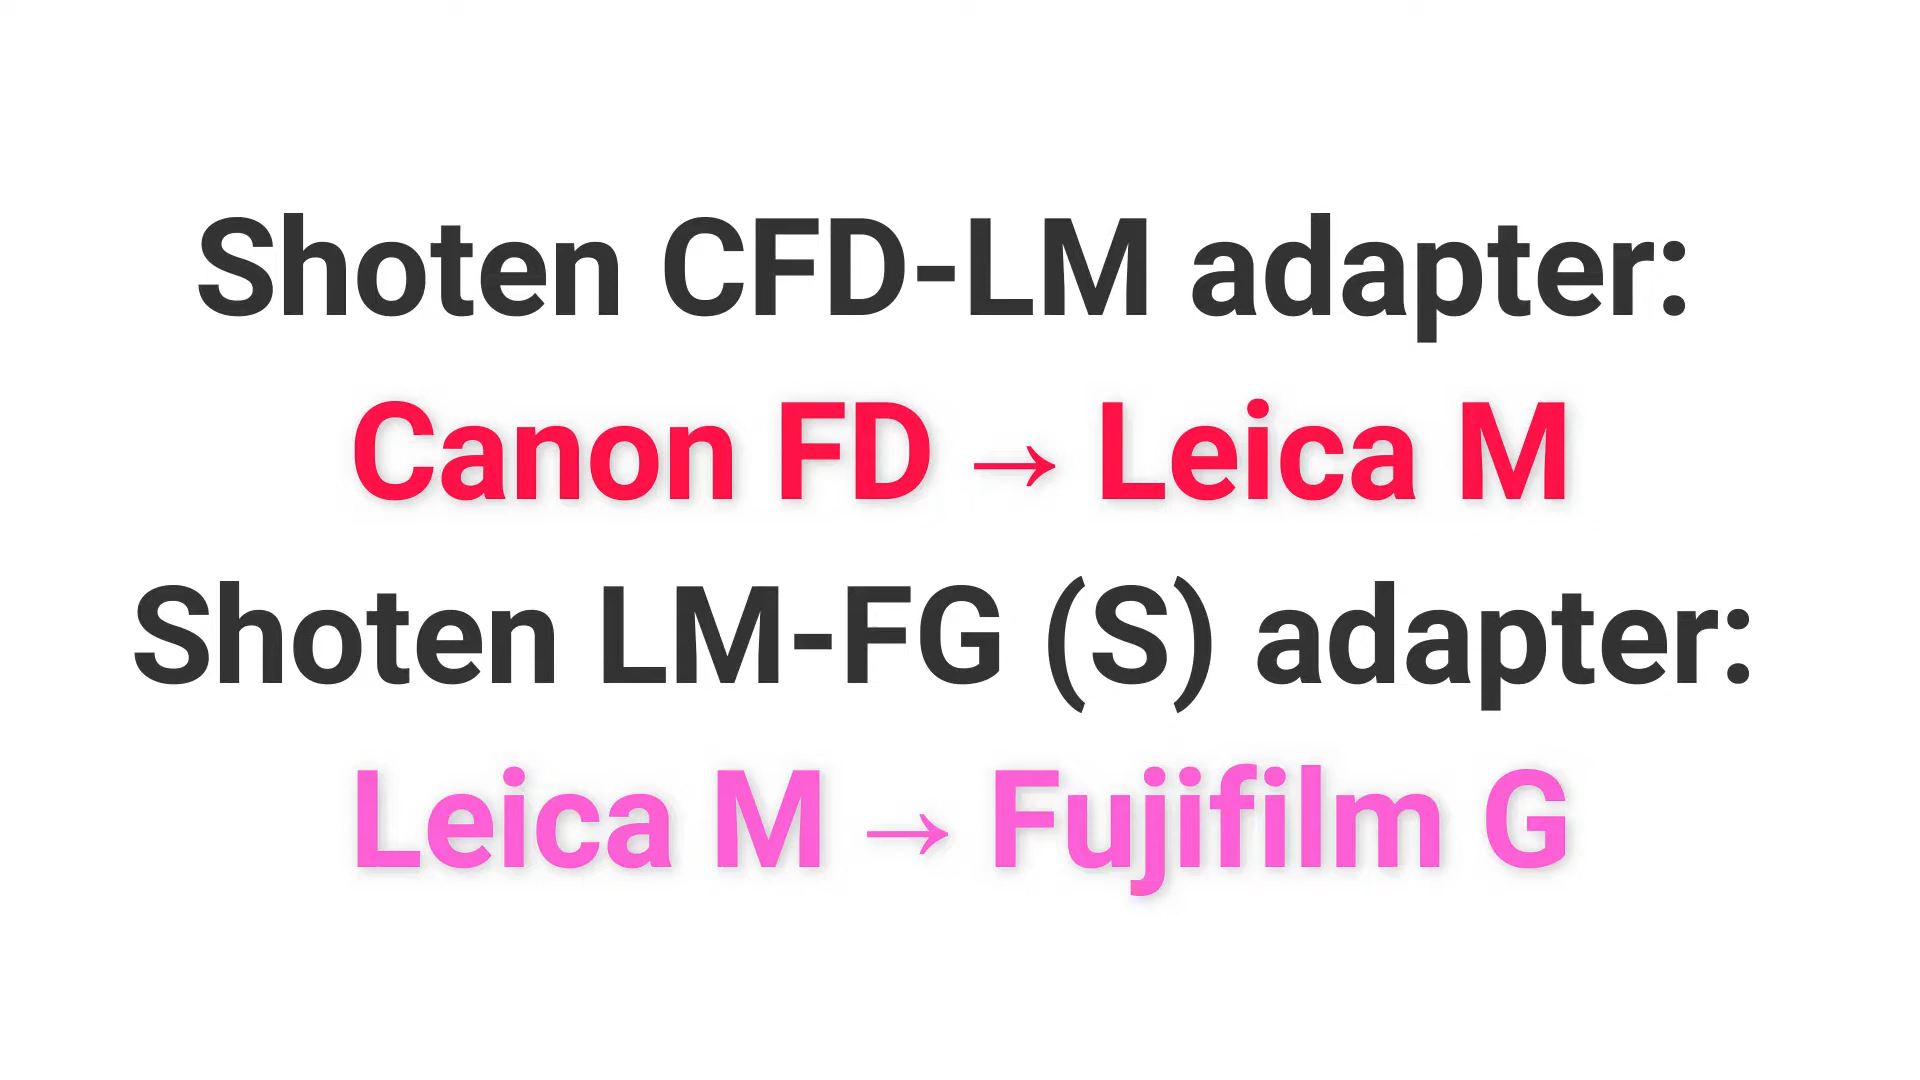 Shoten CFD-LM adapter:
Canon FD → Leica M
Shoten LM-FG (S) adapter:
Leica M → Fujifilm G